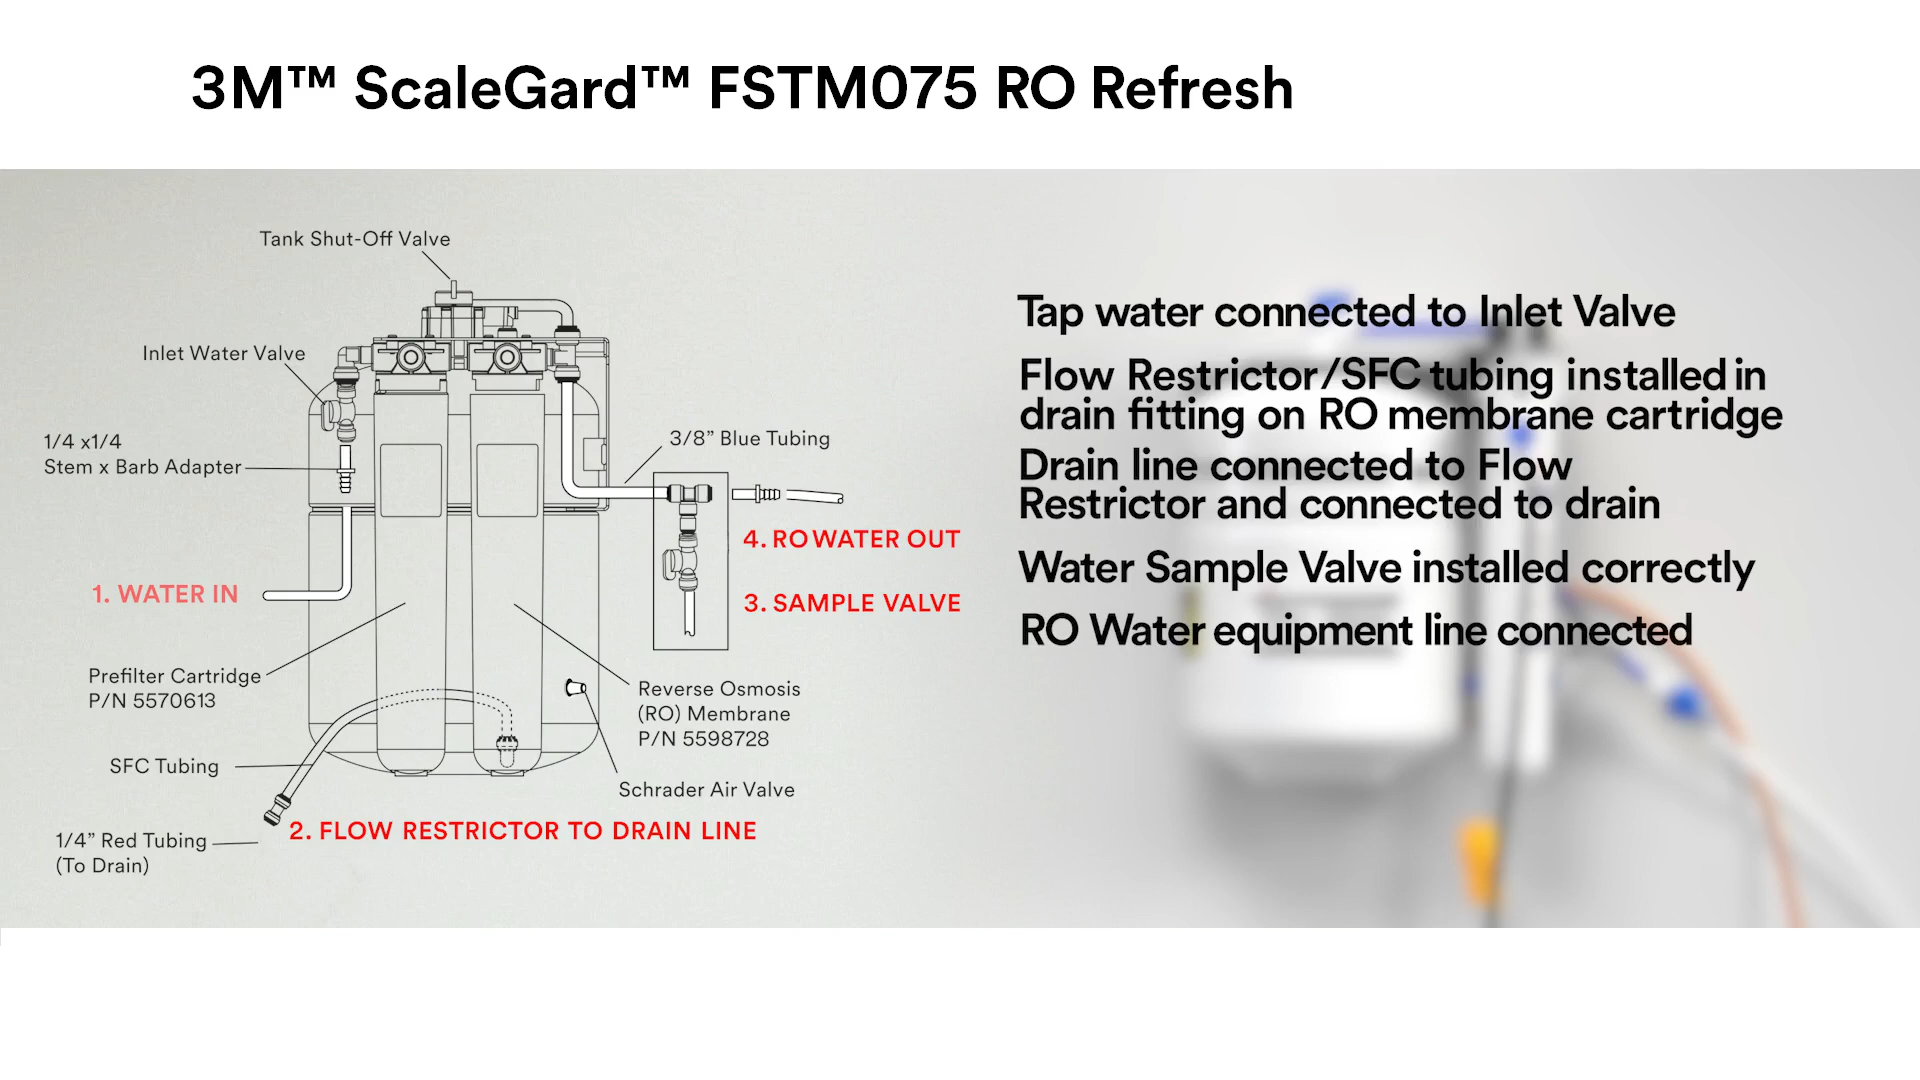 3M™ ScaleGard™ FSTM075 RO Refresh
Tank Shut-Off Valve
Inlet Water Valve
1/4 x1/4
Stem x Barb Adapter
3/8” Blue Tubing
4. RO WATER OUT
1. WATER IN
3. SAMPLE VALVE
Prefilter Cartridge
P/N 5570613
Reverse Osmosis
(RO) Membrane
P/N 5598728
SFC Tubing
Schrader Air Valve
2. FLOW RESTRICTOR TO DRAIN LINE
1/4” Red Tubing
(To Drain)
Tap water connected to Inlet Valve
Flow Restrictor/SFC tubing installed in
drain fitting on RO membrane cartridge
Drain line connected to Flow
Restrictor and connected to drain
Water Sample Valve installed correctly
RO Water equipment line connected